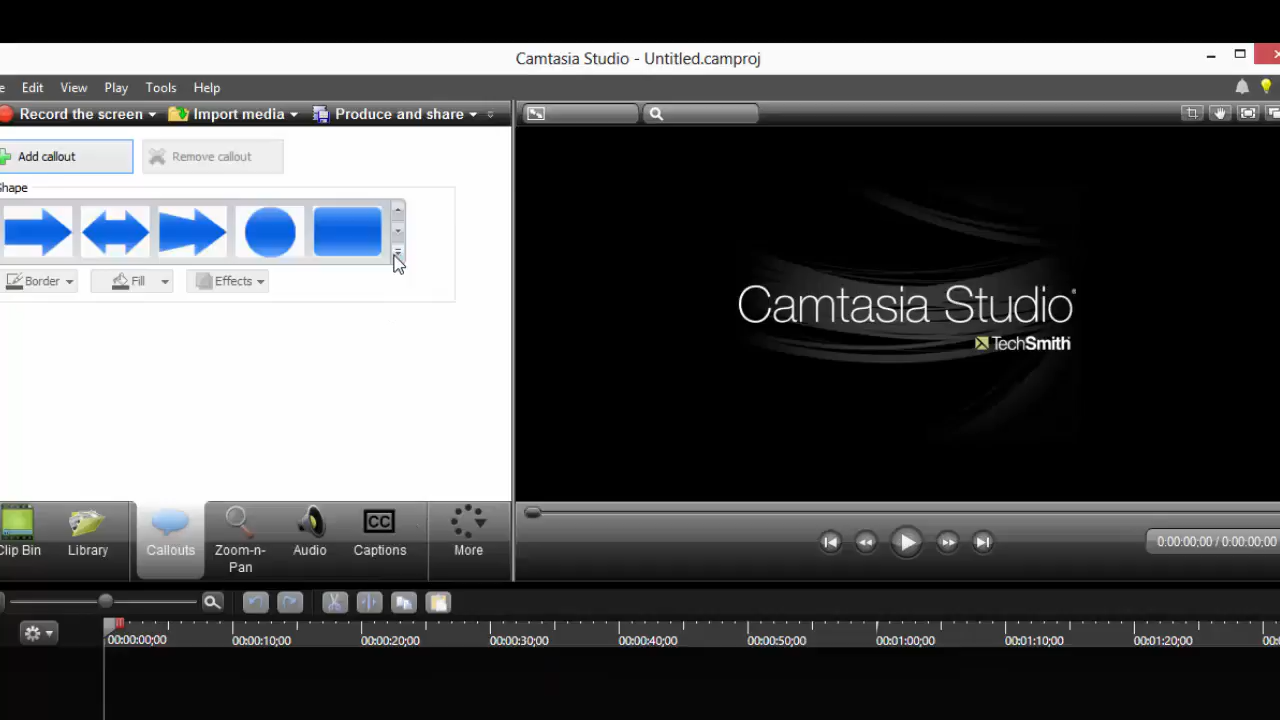 Camtasia Studio - Untitled.camproj
e Edit View Play Tools Help
Record the screen Import media Produce and share
Add callout Remove callout
Shape
Border Fill Effects
Camtasia Studio®
TechSmith
CC
Clip Bin Library Callouts Zoom-n-Pan Audio Captions More
0:00:00;00 / 0:00:00;00
00:00:00;00 00:00:10;00 00:00:20;00 00:00:30;00 00:00:40;00 00:00:50;00 00:01:00;00 00:01:10;00 00:01:20;00 00: